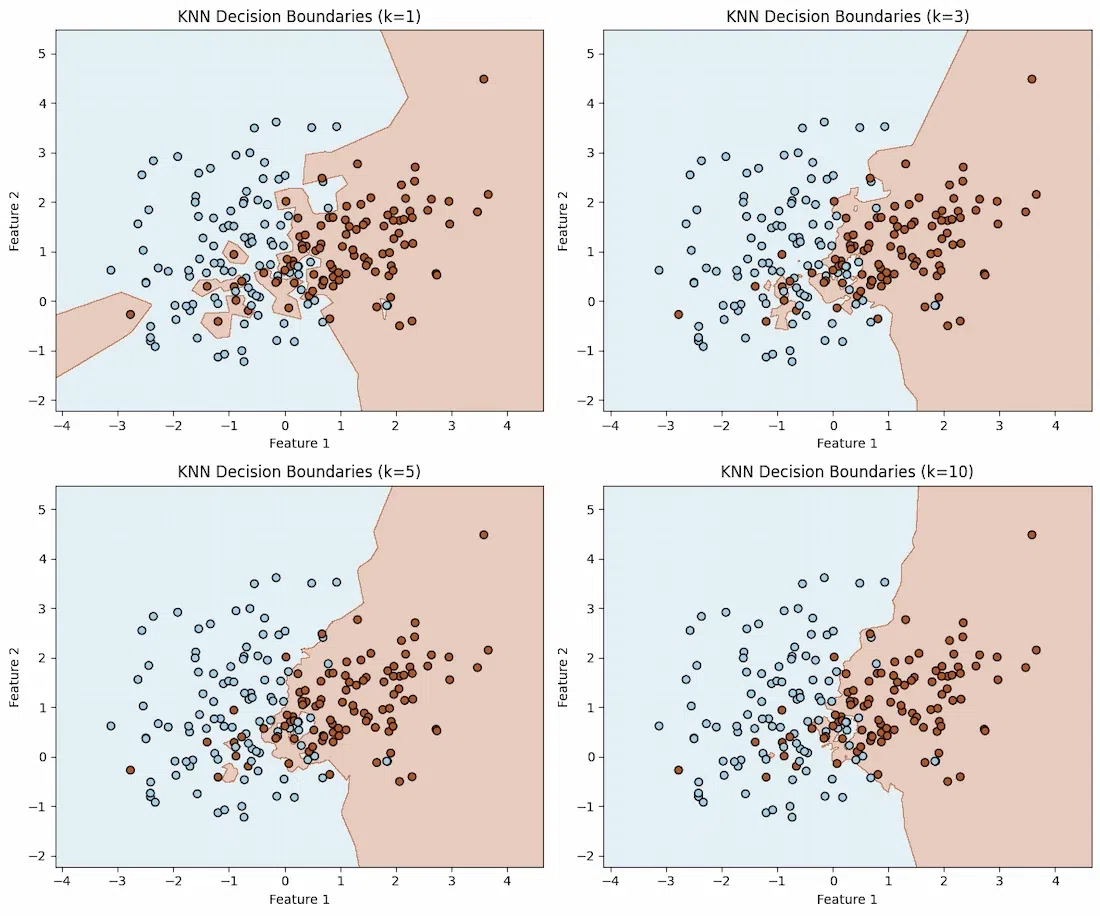 KNN Decision Boundaries (k=1)
5
4
3
2
1
0
−1
−2
Feature 2
−4 −3 −2 −1 0 1 2 3 4
Feature 1
KNN Decision Boundaries (k=3)
5
4
3
2
1
0
−1
−2
Feature 2
−4 −3 −2 −1 0 1 2 3 4
Feature 1
KNN Decision Boundaries (k=5)
5
4
3
2
1
0
−1
−2
Feature 2
−4 −3 −2 −1 0 1 2 3 4
Feature 1
KNN Decision Boundaries (k=10)
5
4
3
2
1
0
−1
−2
Feature 2
−4 −3 −2 −1 0 1 2 3 4
Feature 1